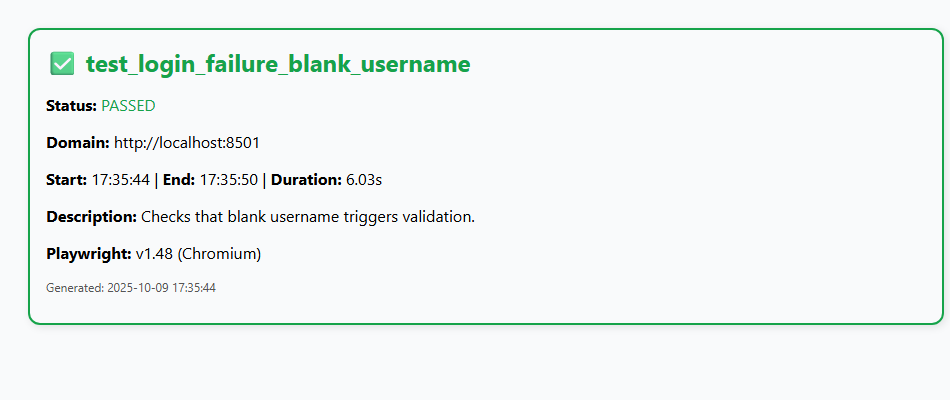 test_login_failure_blank_username
Status: PASSED
Domain: http://localhost:8501
Start: 17:35:44 | End: 17:35:50 | Duration: 6.03s
Description: Checks that blank username triggers validation.
Playwright: v1.48 (Chromium)
Generated: 2025-10-09 17:35:44